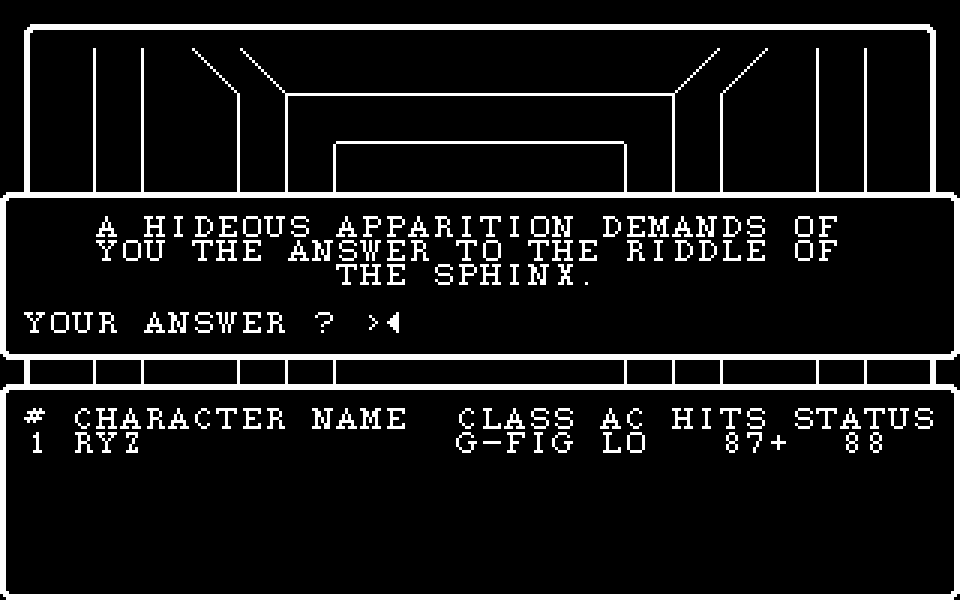 A HIDEOUS APPARITION DEMANDS OF
YOU THE ANSWER TO THE RIDDLE OF
THE SPHINX.
YOUR ANSWER ? >
# CHARACTER NAME CLASS AC HITS STATUS
1 RYZ G-FIG LO 87+ 88